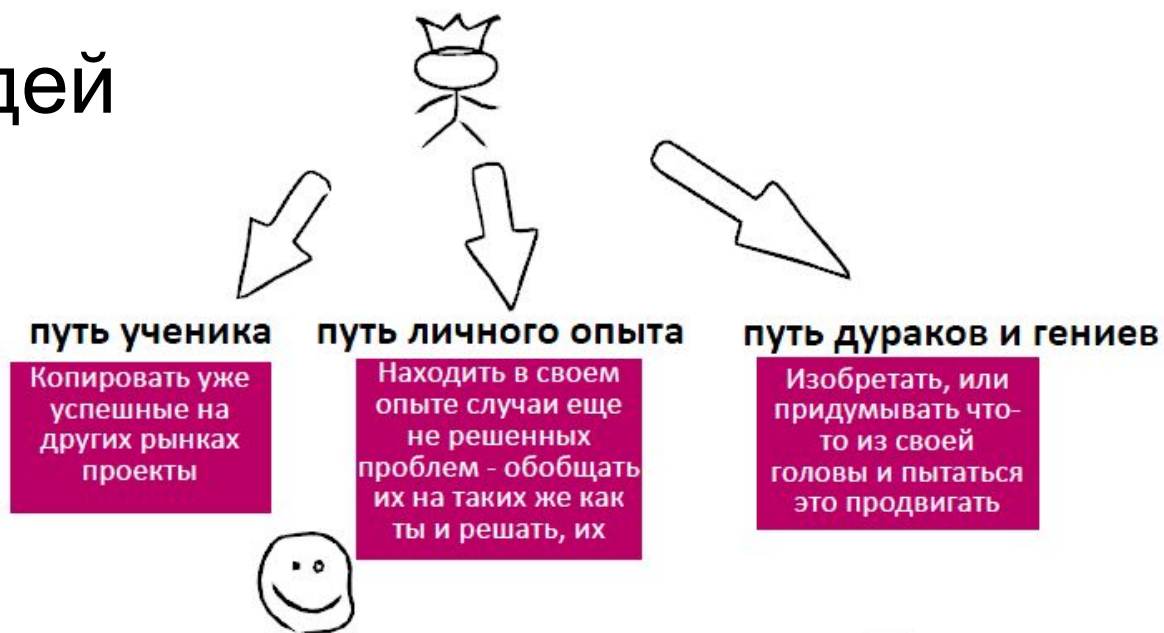 дей
путь ученика
Копировать уже
успешные на
других рынках
проекты
путь личного опыта
Находить в своем
опыте случаи еще
не решенных
проблем - обобщать
их на таких же как
ты и решать, их
путь дураков и гениев
Изобретать, или
придумывать что-
то из своей
головы и пытаться
это продвигать